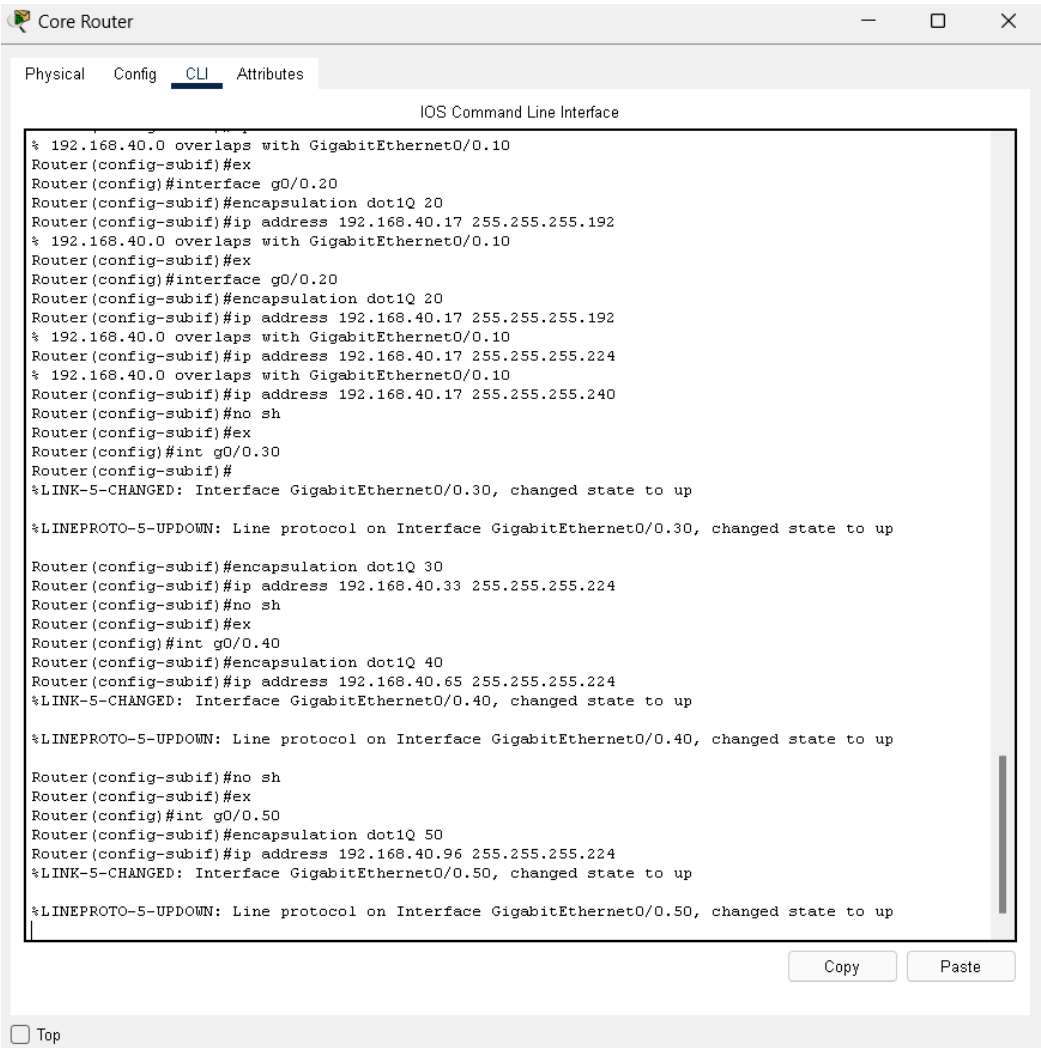 Core Router
Physical Config CLI Attributes
IOS Command Line Interface
% 192.168.40.0 overlaps with GigabitEthernet0/0.10
Router(config-subif)#ex
Router(config)#interface g0/0.20
Router(config-subif)#encapsulation dot1Q 20
Router(config-subif)#ip address 192.168.40.17 255.255.255.192
% 192.168.40.0 overlaps with GigabitEthernet0/0.10
Router(config-subif)#ex
Router(config)#interface g0/0.20
Router(config-subif)#encapsulation dot1Q 20
Router(config-subif)#ip address 192.168.40.17 255.255.255.192
% 192.168.40.0 overlaps with GigabitEthernet0/0.10
Router(config-subif)#ip address 192.168.40.17 255.255.255.224
% 192.168.40.0 overlaps with GigabitEthernet0/0.10
Router(config-subif)#ip address 192.168.40.17 255.255.255.240
Router(config-subif)#no sh
Router(config-subif)#ex
Router(config)#int g0/0.30
Router(config-subif)#
%LINK-5-CHANGED: Interface GigabitEthernet0/0.30, changed state to up
%LINEPROTO-5-UPDOWN: Line protocol on Interface GigabitEthernet0/0.30, changed state to up
Router(config-subif)#encapsulation dot1Q 30
Router(config-subif)#ip address 192.168.40.33 255.255.255.224
Router(config-subif)#no sh
Router(config-subif)#ex
Router(config)#int g0/0.40
Router(config-subif)#encapsulation dot1Q 40
Router(config-subif)#ip address 192.168.40.65 255.255.255.224
%LINK-5-CHANGED: Interface GigabitEthernet0/0.40, changed state to up
%LINEPROTO-5-UPDOWN: Line protocol on Interface GigabitEthernet0/0.40, changed state to up
Router(config-subif)#no sh
Router(config-subif)#ex
Router(config)#int g0/0.50
Router(config-subif)#encapsulation dot1Q 50
Router(config-subif)#ip address 192.168.40.96 255.255.255.224
%LINK-5-CHANGED: Interface GigabitEthernet0/0.50, changed state to up
%LINEPROTO-5-UPDOWN: Line protocol on Interface GigabitEthernet0/0.50, changed state to up
Copy Paste
Top